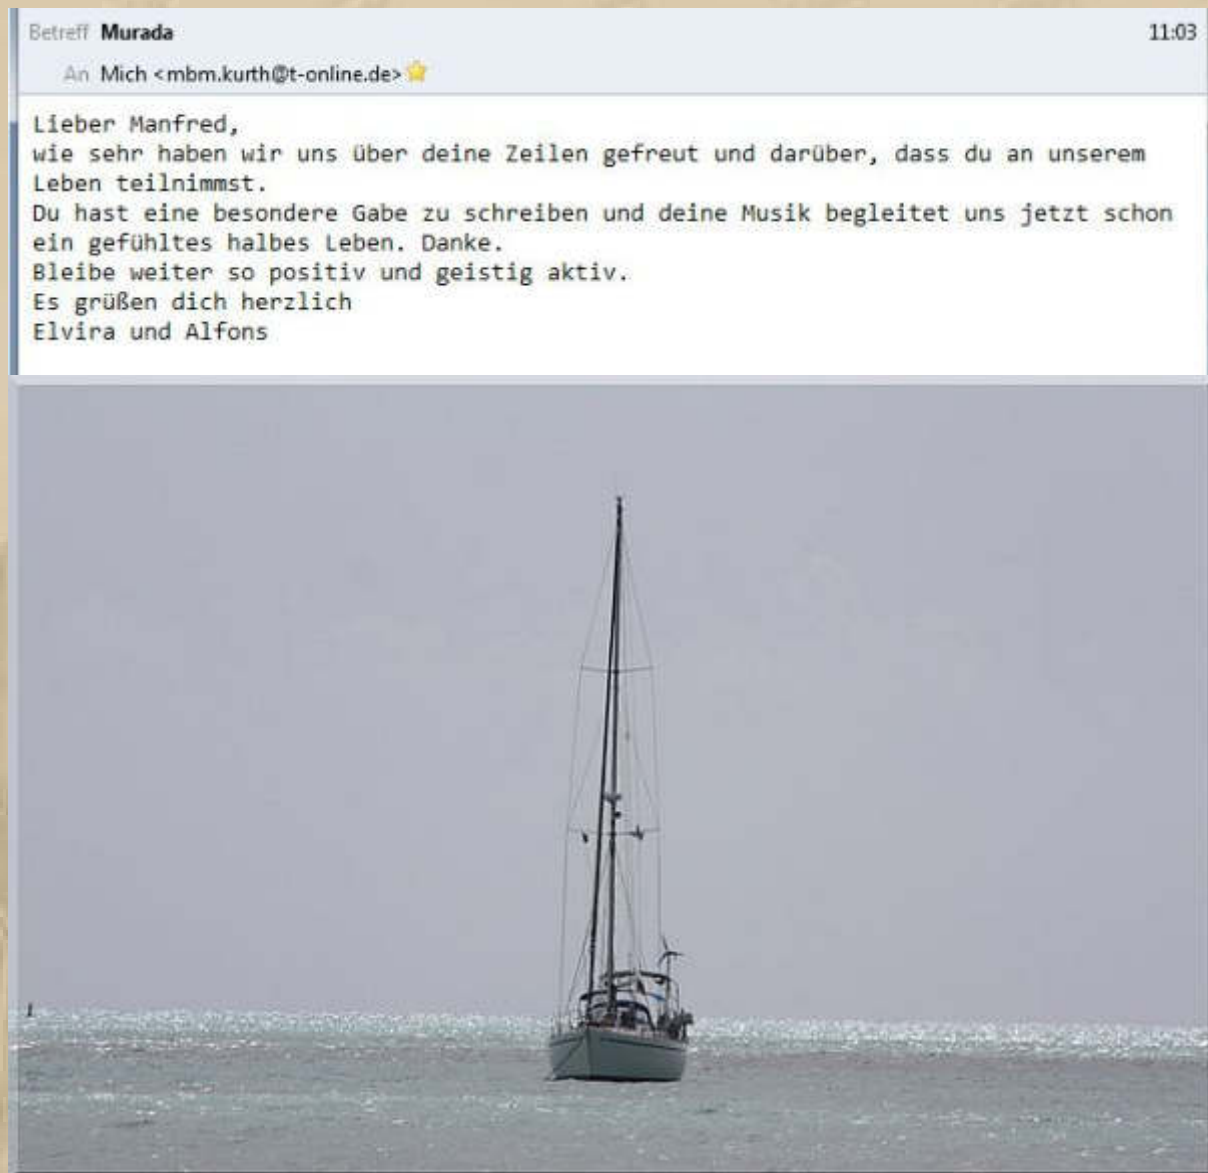 Betreff Murada 11:03
An Mich <mbm.kurth@t-online.de>
Lieber Manfred,
wie sehr haben wir uns über deine Zeilen gefreut und darüber, dass du an unserem
Leben teilnimmst.
Du hast eine besondere Gabe zu schreiben und deine Musik begleitet uns jetzt schon
ein gefühltes halbes Leben. Danke.
Bleibe weiter so positiv und geistig aktiv.
Es grüßen dich herzlich
Elvira und Alfons